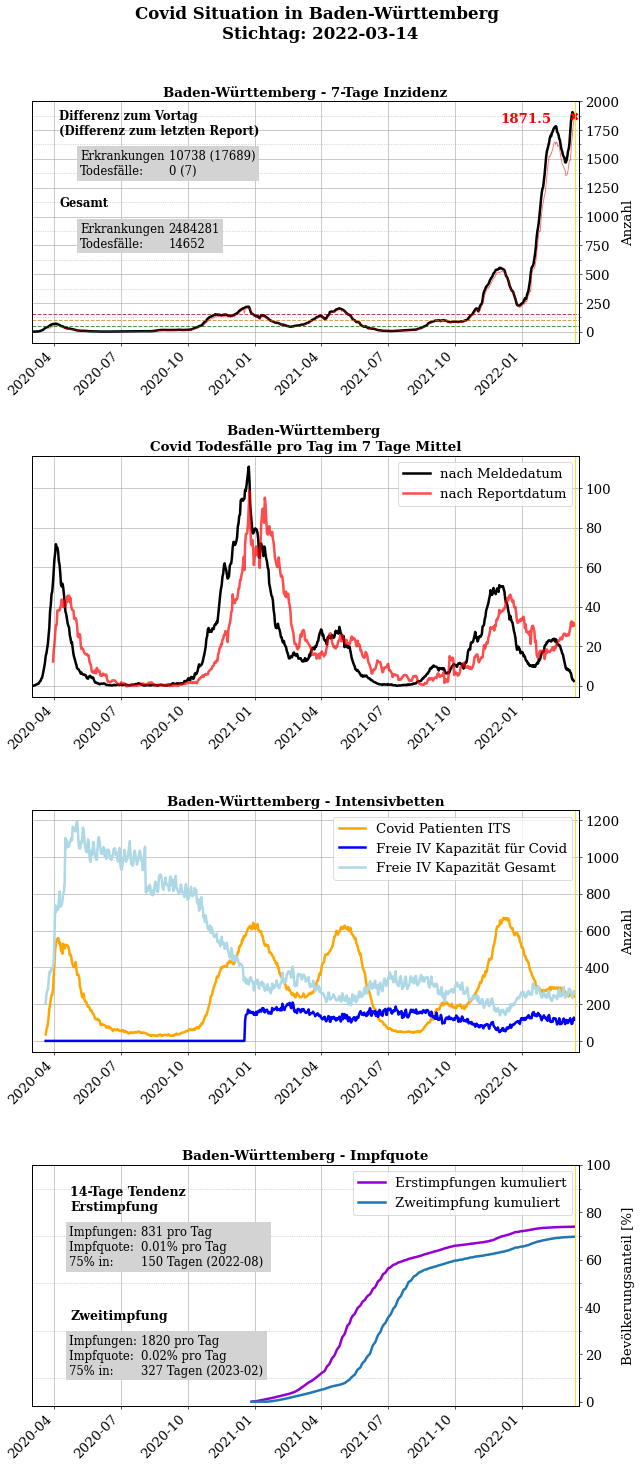 Covid Situation in Baden-Württemberg
Stichtag: 2022-03-14
Baden-Württemberg - 7-Tage Inzidenz
Differenz zum Vortag
(Differenz zum letzten Report)
Erkrankungen 10738 (17689)
Todesfälle: 0 (7)
Gesamt
Erkrankungen 2484281
Todesfälle: 14652
1871.5
2000
1750
1500
1250
1000
750
500
250
0
Anzahl
2020-04
2020-07
2020-10
2021-01
2021-04
2021-07
2021-10
2022-01
Baden-Württemberg
Covid Todesfälle pro Tag im 7 Tage Mittel
nach Meldedatum
nach Reportdatum
100
80
60
40
20
0
2020-04
2020-07
2020-10
2021-01
2021-04
2021-07
2021-10
2022-01
Baden-Württemberg - Intensivbetten
Covid Patienten ITS
Freie IV Kapazität für Covid
Freie IV Kapazität Gesamt
1200
1000
800
600
400
200
0
Anzahl
2020-04
2020-07
2020-10
2021-01
2021-04
2021-07
2021-10
2022-01
Baden-Württemberg - Impfquote
14-Tage Tendenz
Erstimpfung
Impfungen: 831 pro Tag
Impfquote: 0.01% pro Tag
75% in: 150 Tagen (2022-08)
Zweitimpfung
Impfungen: 1820 pro Tag
Impfquote: 0.02% pro Tag
75% in: 327 Tagen (2023-02)
Erstimpfungen kumuliert
Zweitimpfung kumuliert
100
80
60
40
20
0
Bevölkerungsanteil [%]
2020-04
2020-07
2020-10
2021-01
2021-04
2021-07
2021-10
2022-01